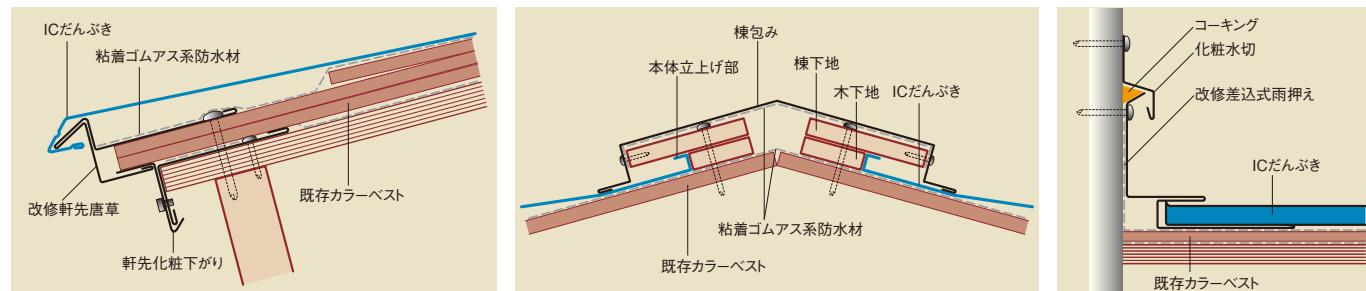 ICだんぶき
粘着ゴムアス系防水材
既存カラーベスト
改修軒先唐草
軒先化粧下がり
棟包み
本体立上げ部
棟下地
木下地
ICだんぶき
粘着ゴムアス系防水材
既存カラーベスト
コーキング
化粧水切
改修差込式雨押え
ICだんぶき
既存カラーベスト